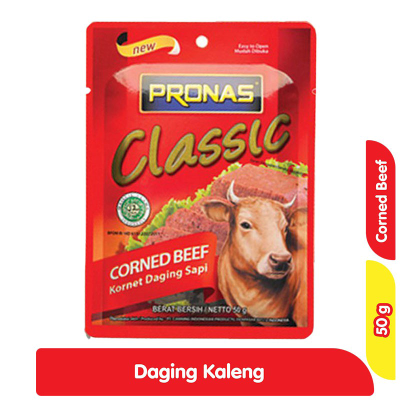 new
Easy to Open
Mudah Dibuka
PRONAS
Classic
CORNED BEEF
Kornet Daging Sapi
BERAT BERSIH / NETTO 50 G
Corned Beef
50g
Daging Kaleng